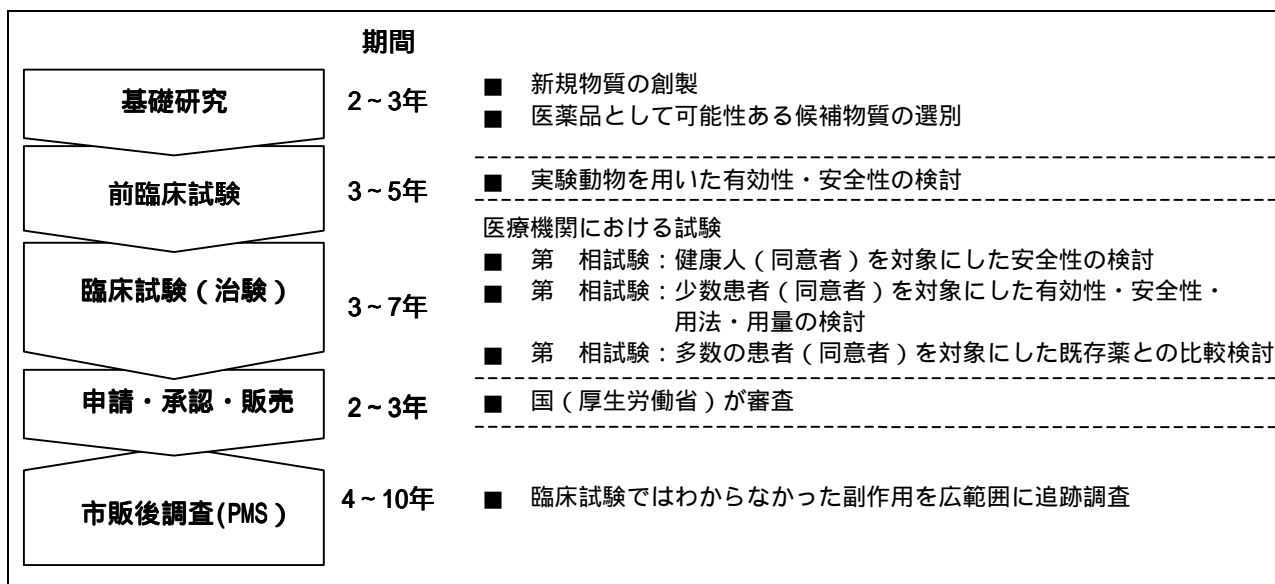 期間
基礎研究
2～3年
■ 新規物質の創製
■ 医薬品として可能性ある候補物質の選別
前臨床試験
3～5年
■ 実験動物を用いた有効性・安全性の検討
臨床試験（治験）
3～7年
医療機関における試験
■ 第　相試験：健康人（同意者）を対象にした安全性の検討
■ 第　相試験：少数患者（同意者）を対象にした有効性・安全性・
用法・用量の検討
■ 第　相試験：多数の患者（同意者）を対象にした既存薬との比較検討
申請・承認・販売
2～3年
■ 国（厚生労働省）が審査
市販後調査(PMS）
4～10年
■ 臨床試験ではわからなかった副作用を広範囲に追跡調査